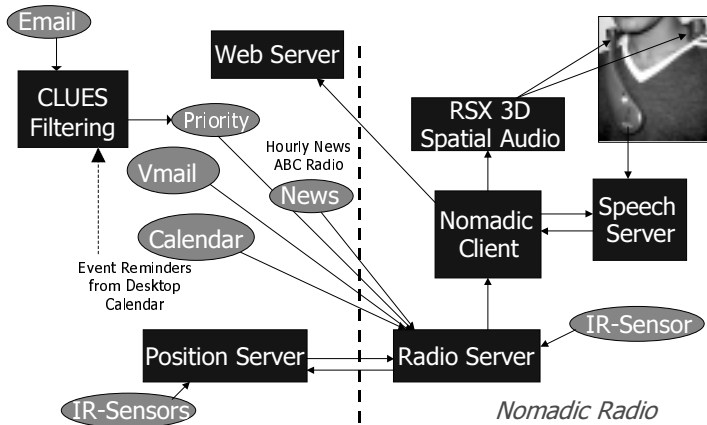 Email
Web Server
CLUES
Filtering
RSX 3D
Spatial Audio
Priority
Hourly News
ABC Radio
Vmail
News
Speech
Server
Nomadic
Client
Calendar
Event Reminders
from Desktop
Calendar
IR-Sensor
Position Server
Radio Server
IR-Sensors
Nomadic Radio